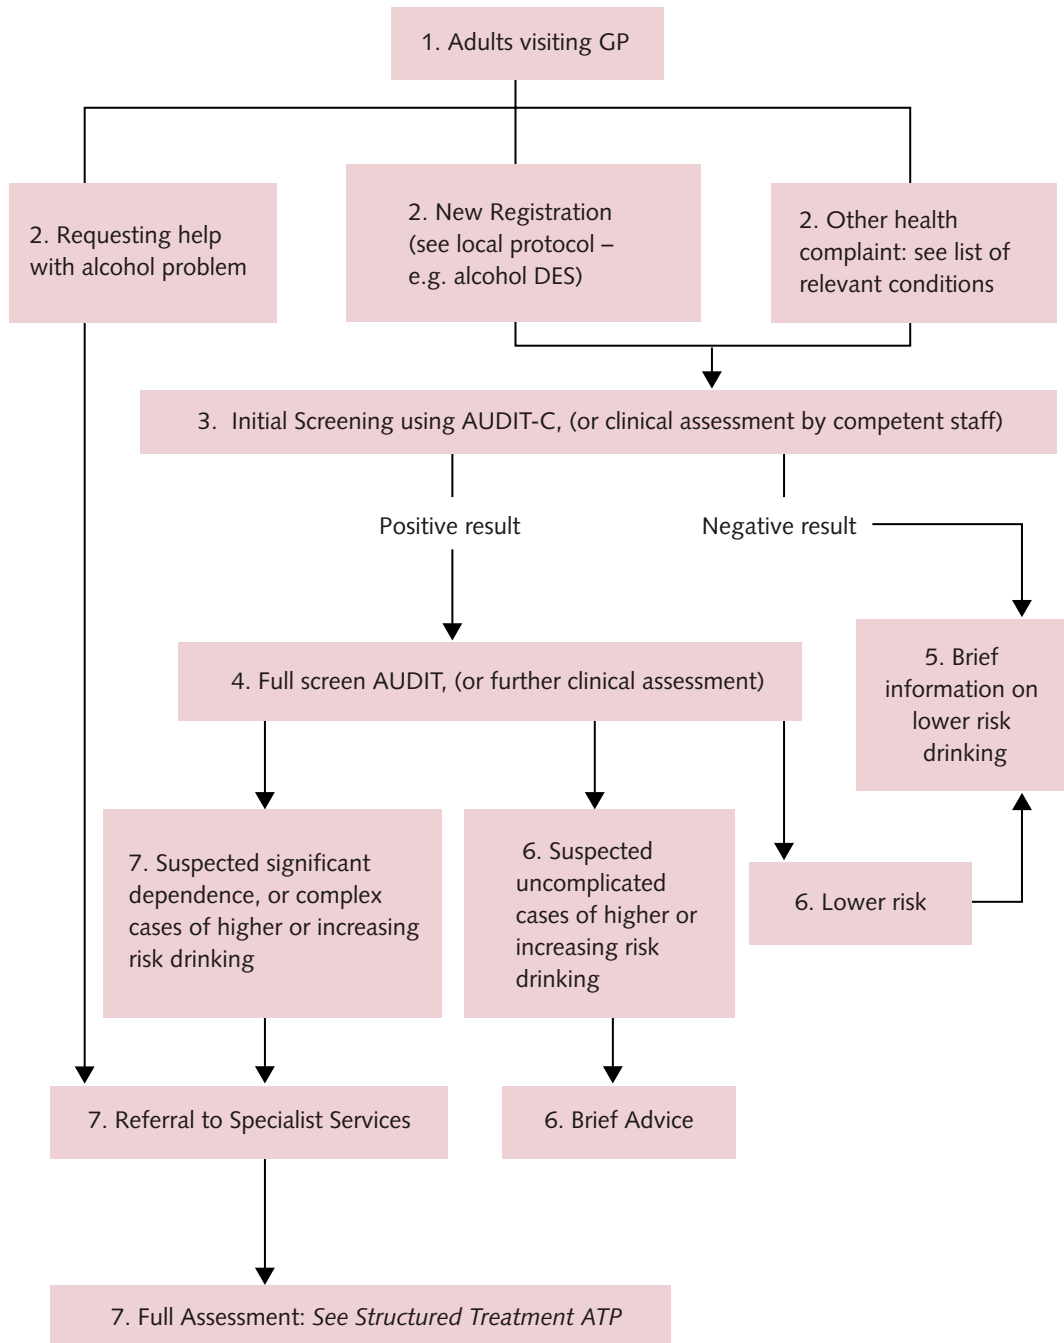 1. Adults visiting GP
2. Requesting help
with alcohol problem
2. New Registration
(see local protocol –
e.g. alcohol DES)
2. Other health
complaint: see list of
relevant conditions
3. Initial Screening using AUDIT-C, (or clinical assessment by competent staff)
Positive result
Negative result
4. Full screen AUDIT, (or further clinical assessment)
5. Brief
information on
lower risk
drinking
7. Suspected significant
dependence, or complex
cases of higher or increasing
risk drinking
6. Suspected
uncomplicated
cases of higher or
increasing risk
drinking
6. Lower risk
7. Referral to Specialist Services
6. Brief Advice
7. Full Assessment: See Structured Treatment ATP